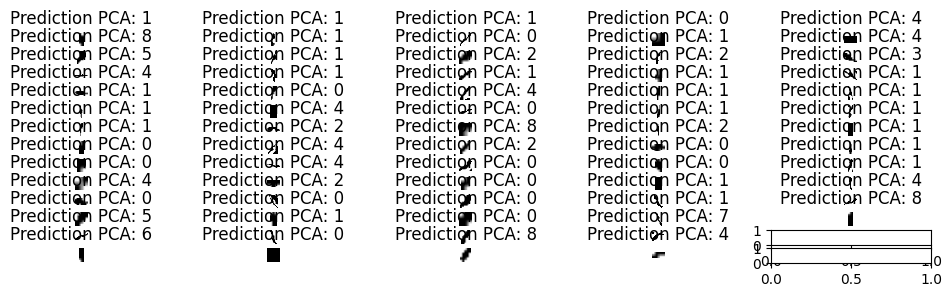 Prediction PCA: 1 Prediction PCA: 1 Prediction PCA: 1 Prediction PCA: 0 Prediction PCA: 4
Prediction PCA: 8 Prediction PCA: 1 Prediction PCA: 0 Prediction PCA: 1 Prediction PCA: 4
Prediction PCA: 5 Prediction PCA: 1 Prediction PCA: 2 Prediction PCA: 2 Prediction PCA: 3
Prediction PCA: 4 Prediction PCA: 1 Prediction PCA: 1 Prediction PCA: 1 Prediction PCA: 1
Prediction PCA: 1 Prediction PCA: 0 Prediction PCA: 4 Prediction PCA: 1 Prediction PCA: 1
Prediction PCA: 1 Prediction PCA: 4 Prediction PCA: 0 Prediction PCA: 1 Prediction PCA: 1
Prediction PCA: 1 Prediction PCA: 2 Prediction PCA: 8 Prediction PCA: 2 Prediction PCA: 1
Prediction PCA: 0 Prediction PCA: 4 Prediction PCA: 2 Prediction PCA: 0 Prediction PCA: 1
Prediction PCA: 0 Prediction PCA: 4 Prediction PCA: 0 Prediction PCA: 0 Prediction PCA: 1
Prediction PCA: 4 Prediction PCA: 2 Prediction PCA: 0 Prediction PCA: 1 Prediction PCA: 4
Prediction PCA: 0 Prediction PCA: 0 Prediction PCA: 0 Prediction PCA: 1 Prediction PCA: 8
Prediction PCA: 5 Prediction PCA: 1 Prediction PCA: 0 Prediction PCA: 7
Prediction PCA: 6 Prediction PCA: 0 Prediction PCA: 8 Prediction PCA: 4
1
0
0
0.0 0.5 1.0